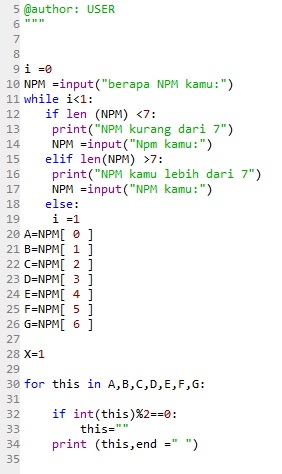 5 @author: USER
6 """
7
8
9 i =0
10 NPM =input("berapa NPM kamu:")
11 while i<1:
12    if len (NPM) <7:
13     print("NPM kurang dari 7")
14     NPM =input("Npm kamu:")
15    elif len(NPM) >7:
16     print("NPM kamu lebih dari 7")
17     NPM =input("NPM kamu:")
18    else:
19     i =1
20 A=NPM[ 0 ]
21 B=NPM[ 1 ]
22 C=NPM[ 2 ]
23 D=NPM[ 3 ]
24 E=NPM[ 4 ]
25 F=NPM[ 5 ]
26 G=NPM[ 6 ]
27
28 X=1
29
30 for this in A,B,C,D,E,F,G:
31
32     if int(this)%2==0:
33         this=""
34     print (this,end =" ")
35